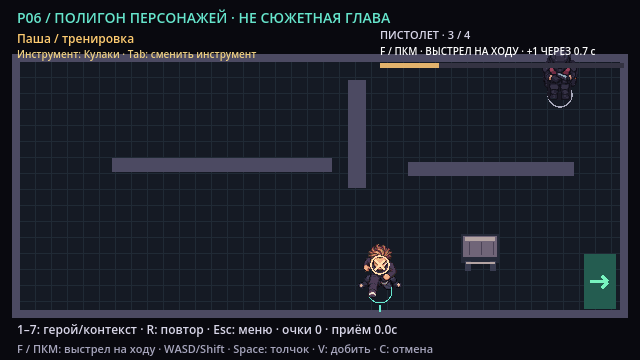 P06 / ПОЛИГОН ПЕРСОНАЖЕЙ · НЕ СЮЖЕТНАЯ ГЛАВА
Паша / тренировка
Инструмент: Кулаки · Tab: сменить инструмент
ПИСТОЛЕТ · 3 / 4
F / ПКМ · ВЫСТРЕЛ НА ХОДУ · +1 ЧЕРЕЗ 0.7 с
1–7: герой/контекст · R: повтор · Esc: меню · очки 0 · приём 0.0с
F / ПКМ: выстрел на ходу · WASD/Shift · Space: толчок · V: добить · C: отмена